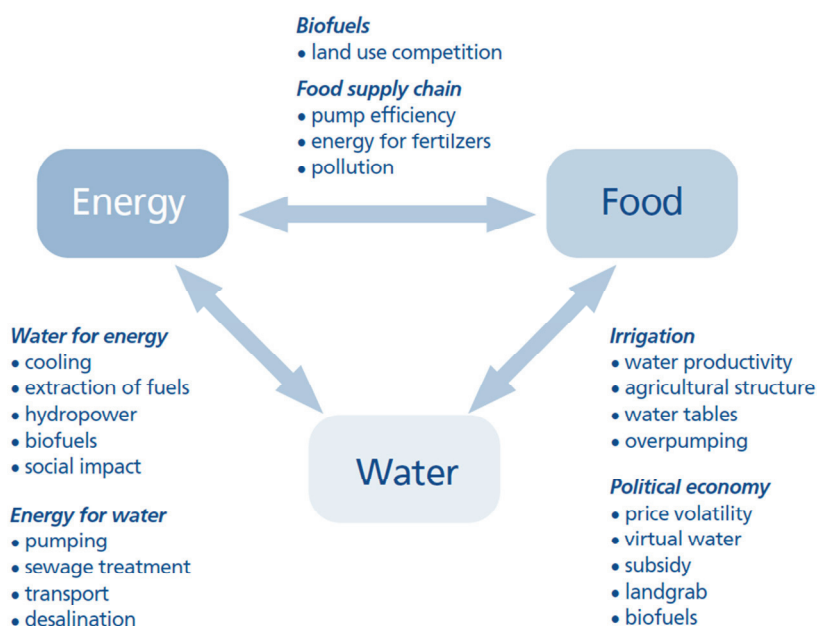 Biofuels
• land use competition
Food supply chain
• pump efficiency
• energy for fertilzers
• pollution
Energy
Food
Water for energy
• cooling
• extraction of fuels
• hydropower
• biofuels
• social impact
Energy for water
• pumping
• sewage treatment
• transport
• desalination
Water
Irrigation
• water productivity
• agricultural structure
• water tables
• overpumping
Political economy
• price volatility
• virtual water
• subsidy
• landgrab
• biofuels